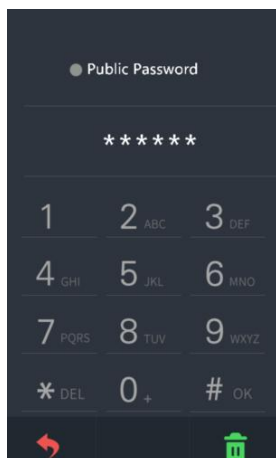 Public Password
******
1 2 ABC 3 DEF
4 GHI 5 JKL 6 MNO
7 PQRS 8 TUV 9 WXYZ
* DEL 0 + # OK